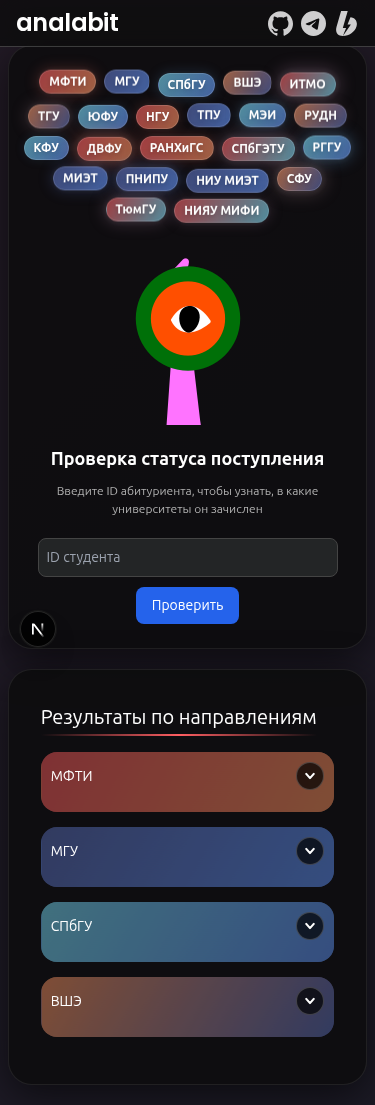 analabit
МФТИ МГУ СПбГУ ВШЭ ИТМО
ТГУ ЮФУ НГУ ТПУ МЭИ РУДН
КФУ ДВФУ РАНХиГС СПбГЭТУ РГГУ
МИЭТ ПНИПУ НИУ МИЭТ СФУ
ТюмГУ НИЯУ МИФИ
Проверка статуса поступления
Введите ID абитуриента, чтобы узнать, в какие
университеты он зачислен
ID студента
Проверить
N
Результаты по направлениям
МФТИ
МГУ
СПбГУ
ВШЭ